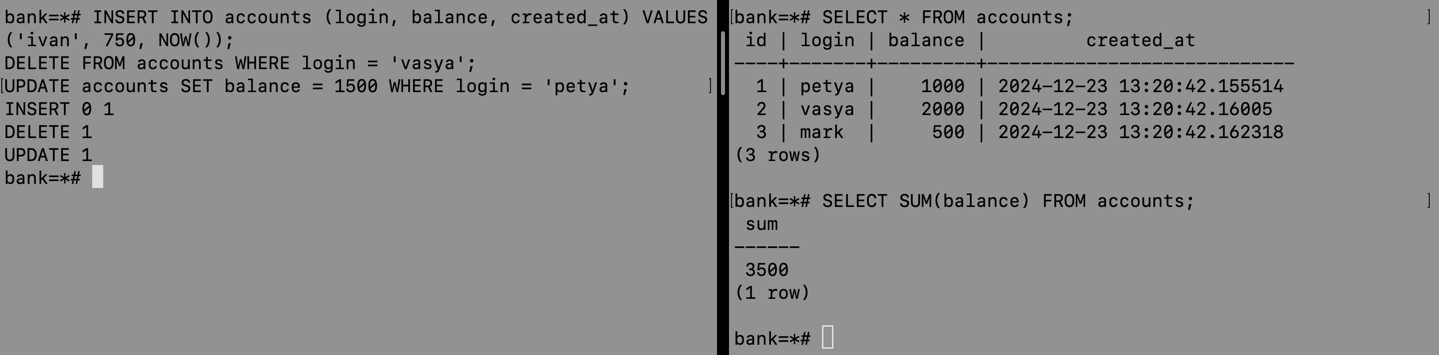 bank=*# INSERT INTO accounts (login, balance, created_at) VALUES
('ivan', 750, NOW());
DELETE FROM accounts WHERE login = 'vasya';
[UPDATE accounts SET balance = 1500 WHERE login = 'petya'; ]
INSERT 0 1
DELETE 1
UPDATE 1
bank=*#
[bank=*# SELECT * FROM accounts; ]
 id | login | balance |         created_at
----+-------+---------+----------------------------
  1 | petya |    1000 | 2024-12-23 13:20:42.155514
  2 | vasya |    2000 | 2024-12-23 13:20:42.16005
  3 | mark  |     500 | 2024-12-23 13:20:42.162318
(3 rows)
[bank=*# SELECT SUM(balance) FROM accounts; ]
 sum
------
 3500
(1 row)
bank=*#